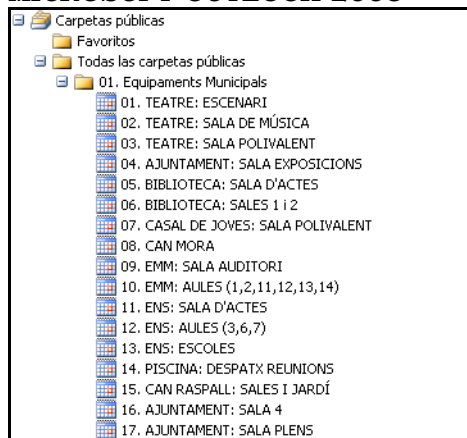 Carpetas públicas
Favoritos
Todas las carpetas públicas
01. Equipaments Municipals
01. TEATRE: ESCENARI
02. TEATRE: SALA DE MÚSICA
03. TEATRE: SALA POLIVALENT
04. AJUNTAMENT: SALA EXPOSICIONS
05. BIBLIOTECA: SALA D'ACTES
06. BIBLIOTECA: SALES 1 i 2
07. CASAL DE JOVES: SALA POLIVALENT
08. CAN MORA
09. EMM: SALA AUDITORI
10. EMM: AULES (1,2,11,12,13,14)
11. ENS: SALA D'ACTES
12. ENS: AULES (3,6,7)
13. ENS: ESCOLES
14. PISCINA: DESPATX REUNIONS
15. CAN RASPALL: SALES I JARDÍ
16. AJUNTAMENT: SALA 4
17. AJUNTAMENT: SALA PLENS